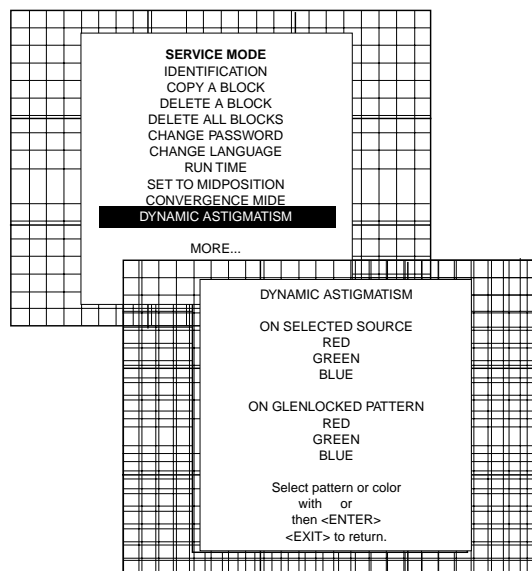 SERVICE MODE
IDENTIFICATION
COPY A BLOCK
DELETE A BLOCK
DELETE ALL BLOCKS
CHANGE PASSWORD
CHANGE LANGUAGE
RUN TIME
SET TO MIDPOSITION
CONVERGENCE MIDE
DYNAMIC ASTIGMATISM
MORE...
DYNAMIC ASTIGMATISM
ON SELECTED SOURCE
RED
GREEN
BLUE
ON GLENLOCKED PATTERN
RED
GREEN
BLUE
Select pattern or color
with or
then <ENTER>
<EXIT> to return.